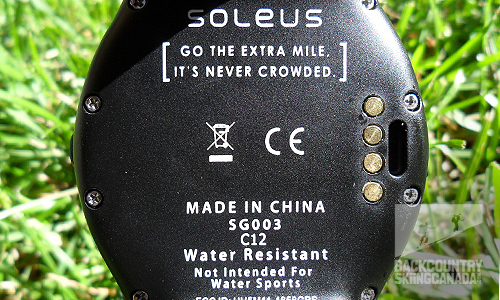 SOLEUS
[GO THE EXTRA MILE.
IT'S NEVER CROWDED.]
CE
MADE IN CHINA
SG003
C12
Water Resistant
Not Intended For
Water Sports
BACKCOUNTRY
SKIINGCANADA